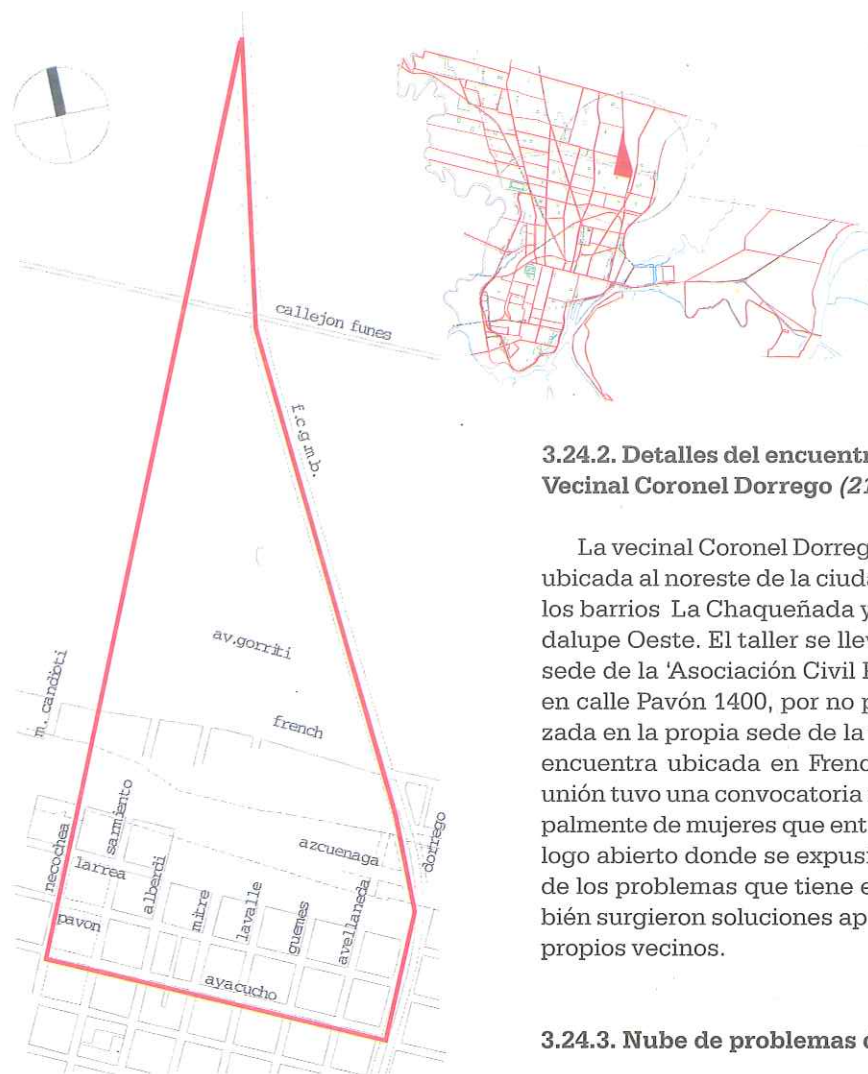 callejon funes
f.c.g.m.b.
av.gorriti
m. candioti
french
sarmiento
azcuenaga
dorrego
necochea
larrea
alberdi
mitre
lavalle
guemes
avellaneda
pavon
ayacucho
3.24.2. Detalles del encuentr
Vecinal Coronel Dorrego (21
La vecinal Coronel Dorreg
ubicada al noreste de la ciuda
los barrios La Chaqueñada y
dalupe Oeste. El taller se llev
sede de la ‘Asociación Civil
en calle Pavón 1400, por no p
zada en la propia sede de la
encuentra ubicada en Frenc
unión tuvo una convocatoria
palmente de mujeres que ent
logo abierto donde se expusi
de los problemas que tiene e
bién surgieron soluciones ap
propios vecinos.
3.24.3. Nube de problemas